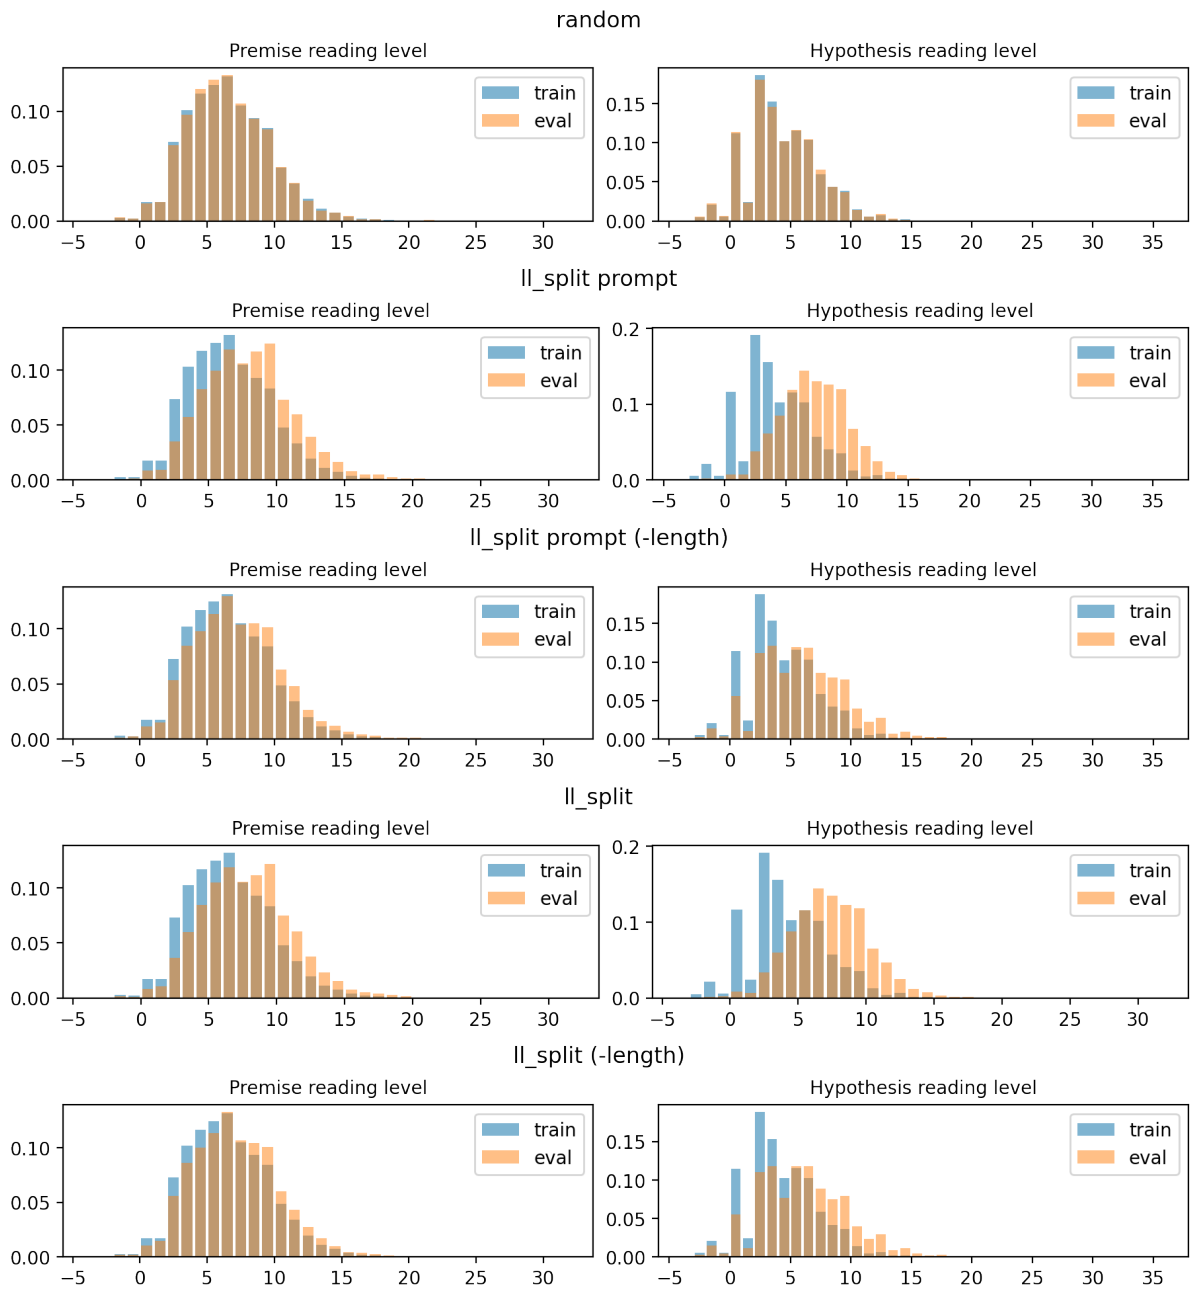 random
Premise reading level
Hypothesis reading level
train
eval
train
eval
0.10
0.05
0.00
0.15
0.10
0.05
0.00
−5 0 5 10 15 20 25 30
−5 0 5 10 15 20 25 30 35
ll_split prompt
Premise reading level
Hypothesis reading level
train
eval
train
eval
0.10
0.05
0.00
0.2
0.1
0.0
−5 0 5 10 15 20 25 30
−5 0 5 10 15 20 25 30 35
ll_split prompt (-length)
Premise reading level
Hypothesis reading level
train
eval
train
eval
0.10
0.05
0.00
0.15
0.10
0.05
0.00
−5 0 5 10 15 20 25 30
−5 0 5 10 15 20 25 30 35
ll_split
Premise reading level
Hypothesis reading level
train
eval
train
eval
0.10
0.05
0.00
0.2
0.1
0.0
−5 0 5 10 15 20 25 30
−5 0 5 10 15 20 25 30
ll_split (-length)
Premise reading level
Hypothesis reading level
train
eval
train
eval
0.10
0.05
0.00
0.15
0.10
0.05
0.00
−5 0 5 10 15 20 25 30
−5 0 5 10 15 20 25 30 35